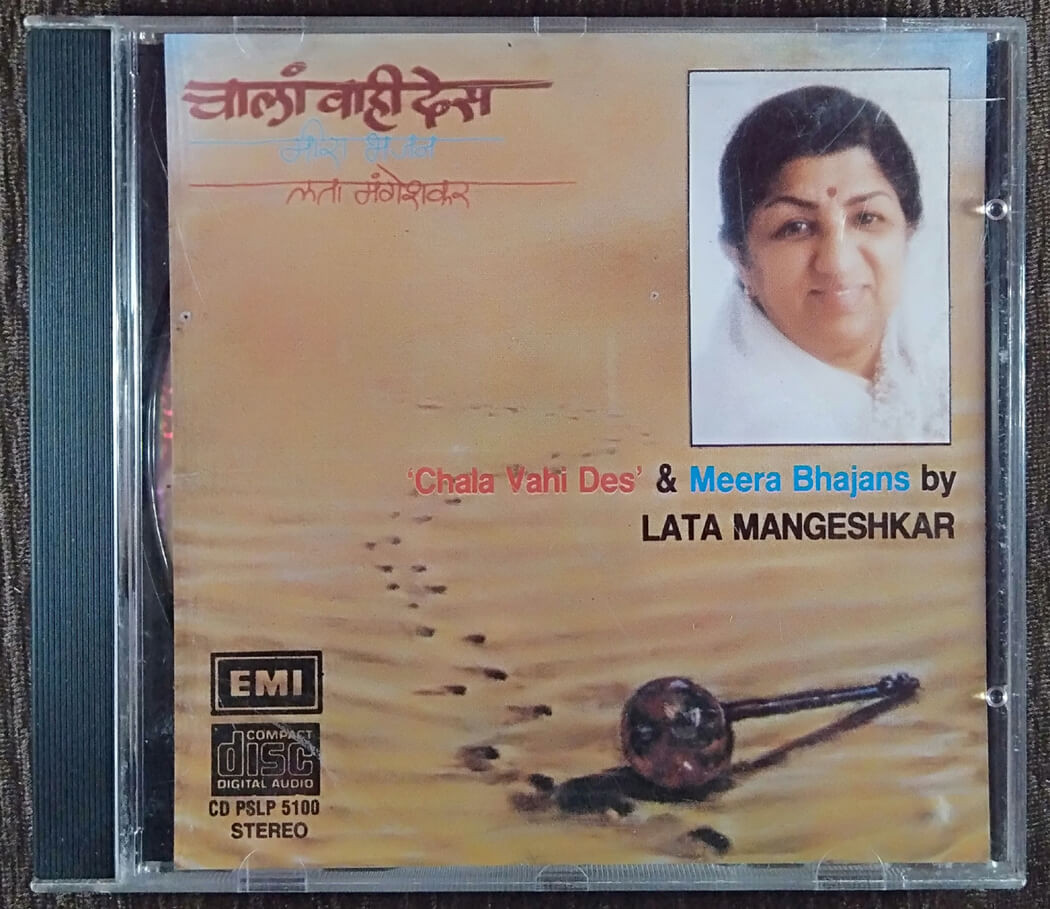 चालां वाही देस
मीरा भजन
लता मंगेशकर
'Chala Vahi Des' & Meera Bhajans by
LATA MANGESHKAR
EMI
COMPACT
disc
DIGITAL AUDIO
CD PSLP 5100
STEREO